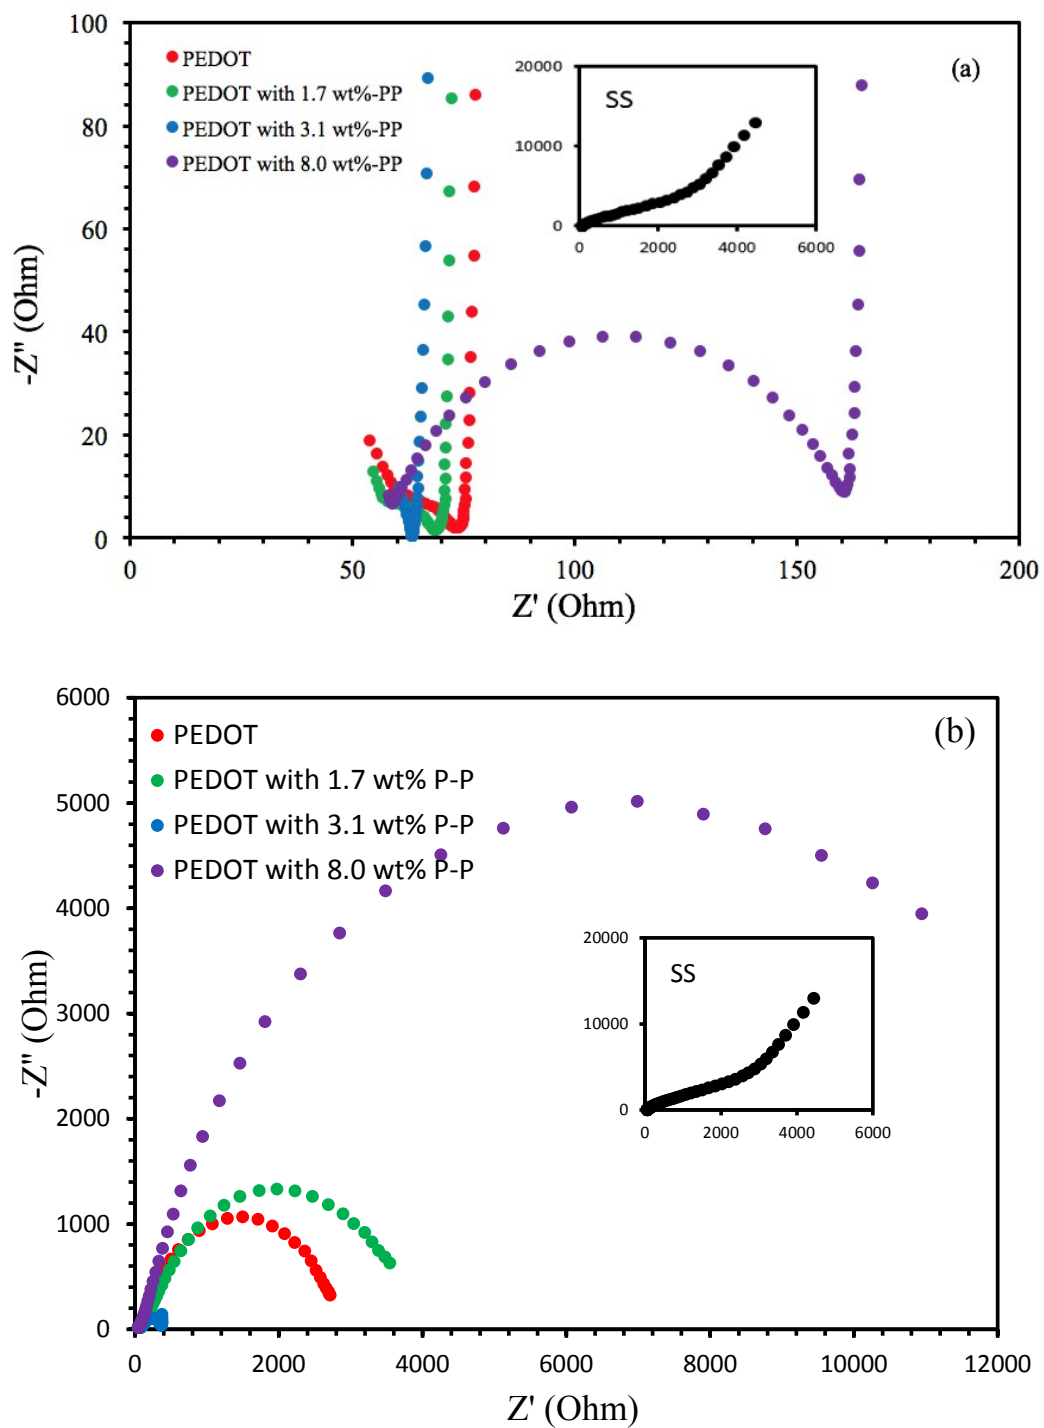 100
80
60
40
20
0
-Z" (Ohm)
PEDOT
PEDOT with 1.7 wt%-PP
PEDOT with 3.1 wt%-PP
PEDOT with 8.0 wt%-PP
(a)
SS
20000
10000
0
0 2000 4000 6000
0 50 100 150 200
Z' (Ohm)
6000
5000
4000
3000
2000
1000
0
-Z" (Ohm)
PEDOT
PEDOT with 1.7 wt% P-P
PEDOT with 3.1 wt% P-P
PEDOT with 8.0 wt% P-P
(b)
SS
20000
10000
0
0 2000 4000 6000
0 2000 4000 6000 8000 10000 12000
Z' (Ohm)